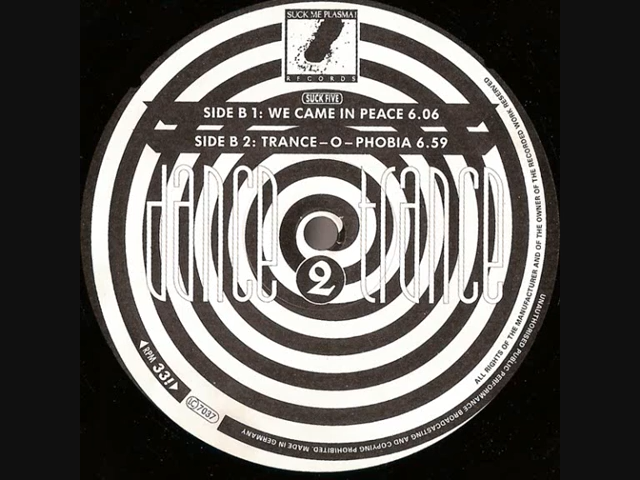 SUCK ME PLASMA!
RECORDS
SUCK FIVE
SIDE B 1: WE CAME IN PEACE 6.06
SIDE B 2: TRANCE–O–PHOBIA 6.59
dance 2 trance
RPM 33⅓
LC 7037
ALL RIGHTS OF THE MANUFACTURER AND OF THE OWNER OF THE RECORDED WORK RESERVED
UNAUTHORISED PUBLIC PERFORMANCE BROADCASTING AND COPYING PROHIBITED. MADE IN GERMANY